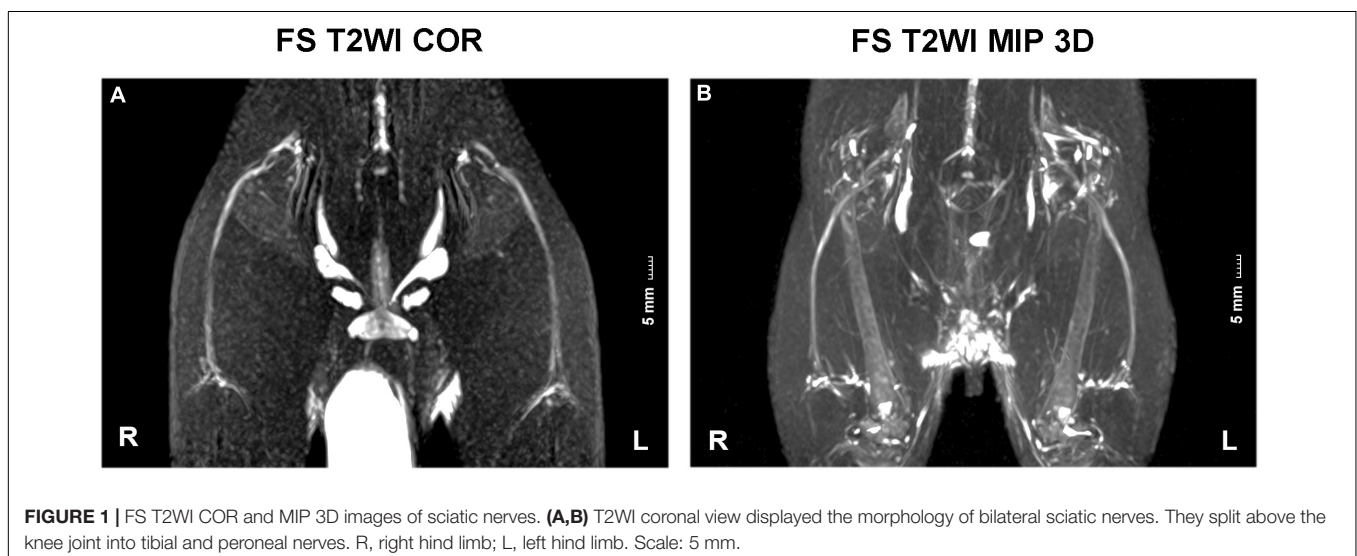 FS T2WI COR
FS T2WI MIP 3D
A
B
5 mm
5 mm
R
L
R
L
FIGURE 1 | FS T2WI COR and MIP 3D images of sciatic nerves. (A,B) T2WI coronal view displayed the morphology of bilateral sciatic nerves. They split above the
knee joint into tibial and peroneal nerves. R, right hind limb; L, left hind limb. Scale: 5 mm.